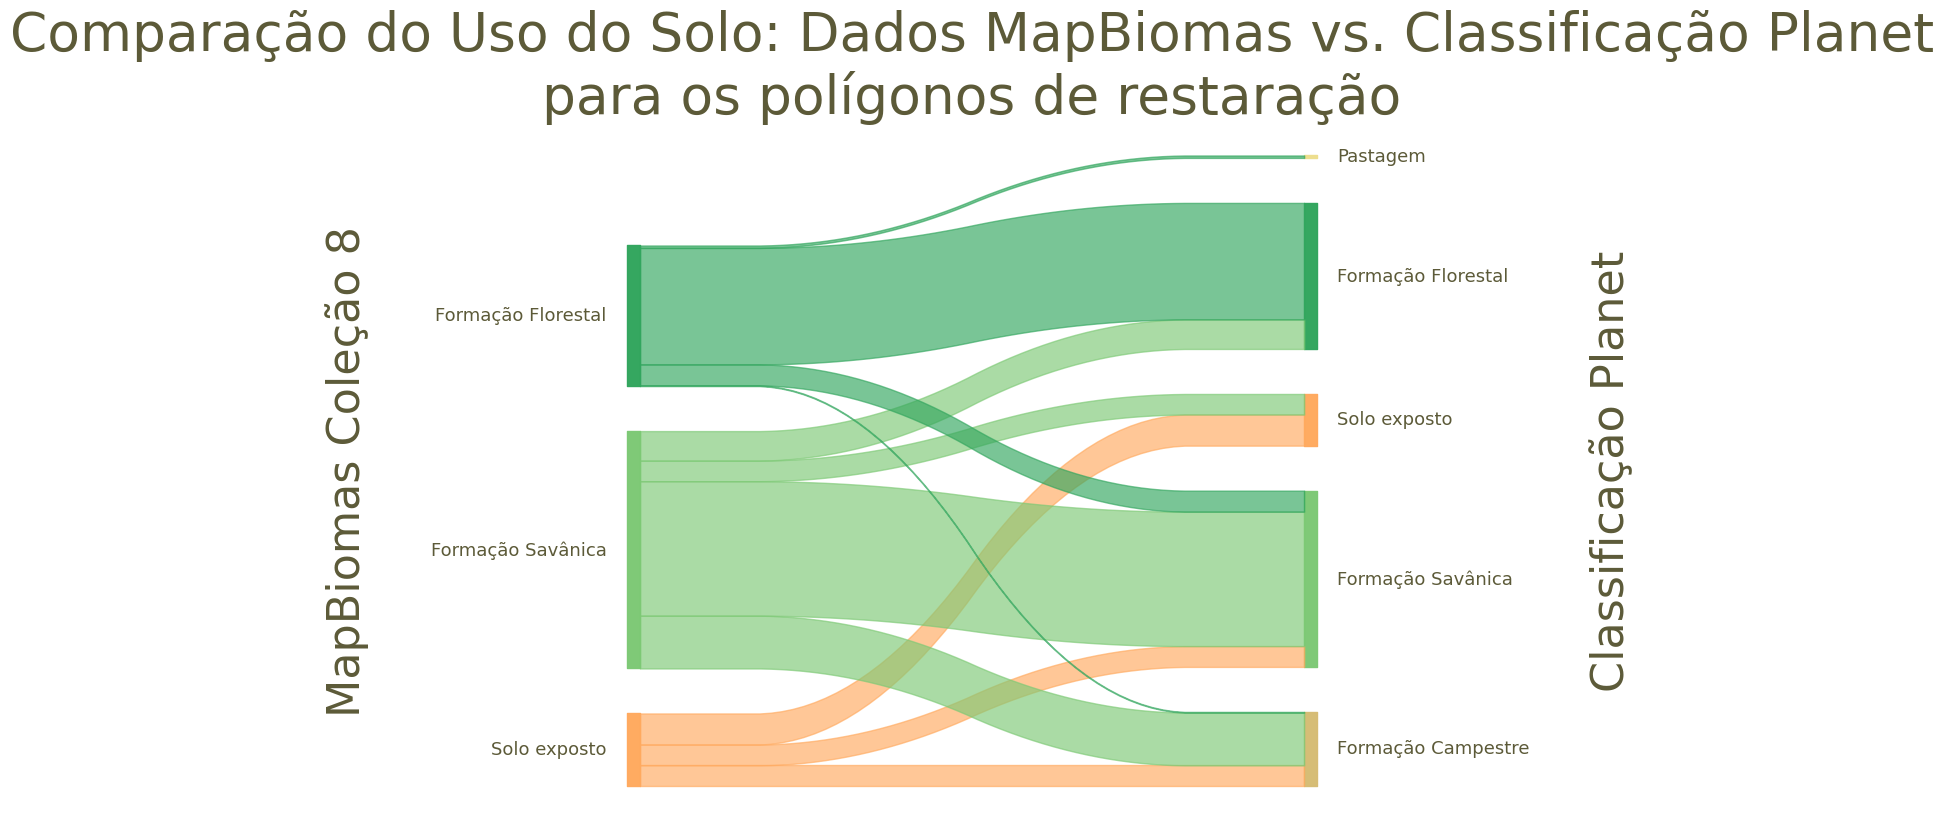 Comparação do Uso do Solo: Dados MapBiomas vs. Classificação Planet
para os polígonos de restaração
MapBiomas Coleção 8
Formação Florestal
Formação Savânica
Solo exposto
Pastagem
Formação Florestal
Solo exposto
Formação Savânica
Formação Campestre
Classificação Planet